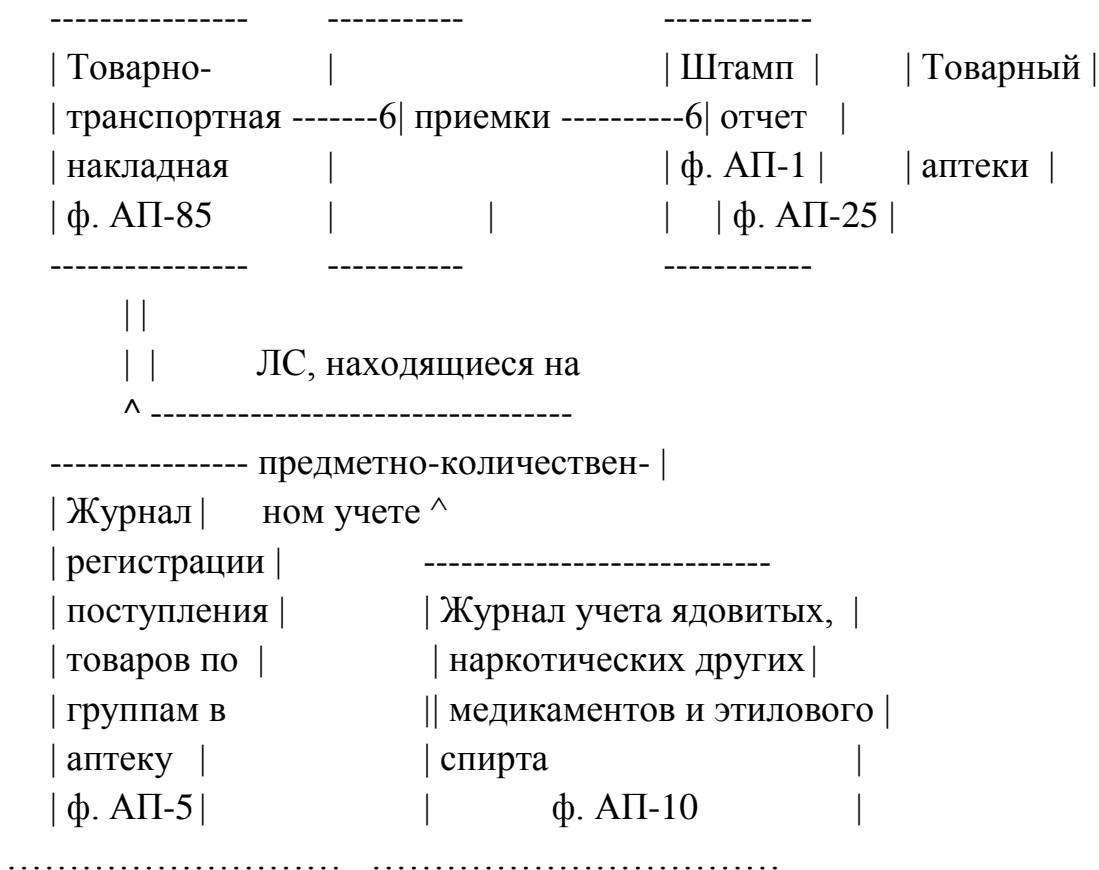 ---------------- ----------- ------------
| Товарно- | | Штамп | | Товарный |
| транспортная -------6| приемки ----------6| отчет |
| накладная | | ф. АП-1 | | аптеки |
| ф. АП-85 | | | | ф. АП-25 |
---------------- ----------- ------------
| |
| | ЛС, находящиеся на
^ ----------------------------------
---------------- предметно-количествен- |
| Журнал | ном учете ^
| регистрации | ----------------------------
| поступления | | Журнал учета ядовитых, |
| товаров по | | наркотических других |
| группам в || медикаментов и этилового |
| аптеку | | спирта |
| ф. АП-5 | | ф. АП-10 |
……………………… ……………………………